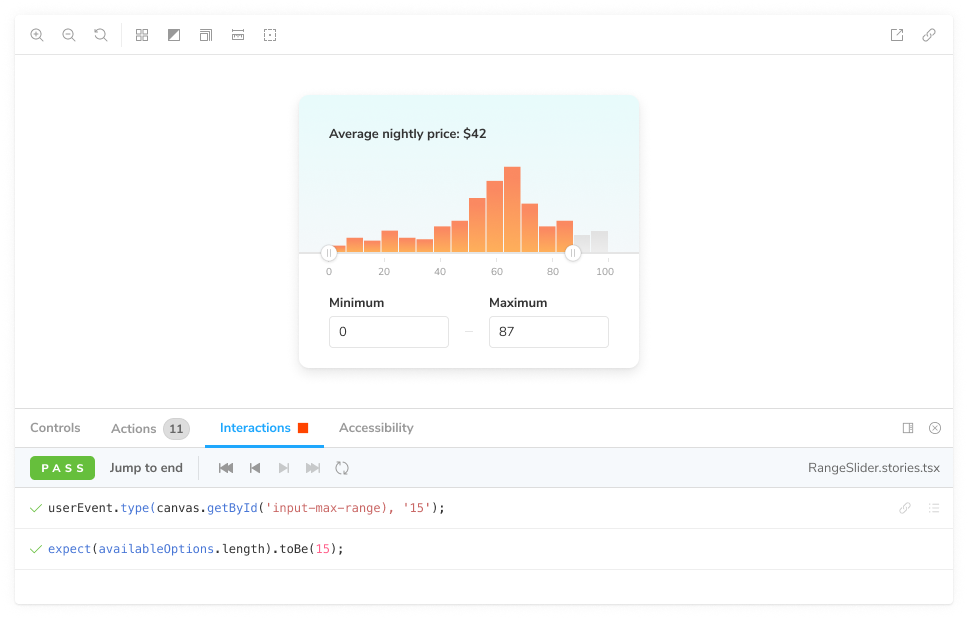 Average nightly price: $42
0 20 40 60 80 100
Minimum Maximum
0 – 87
Controls Actions 11 Interactions Accessibility
PASS Jump to end RangeSlider.stories.tsx
userEvent.type(canvas.getById('input-max-range), '15');
expect(availableOptions.length).toBe(15);